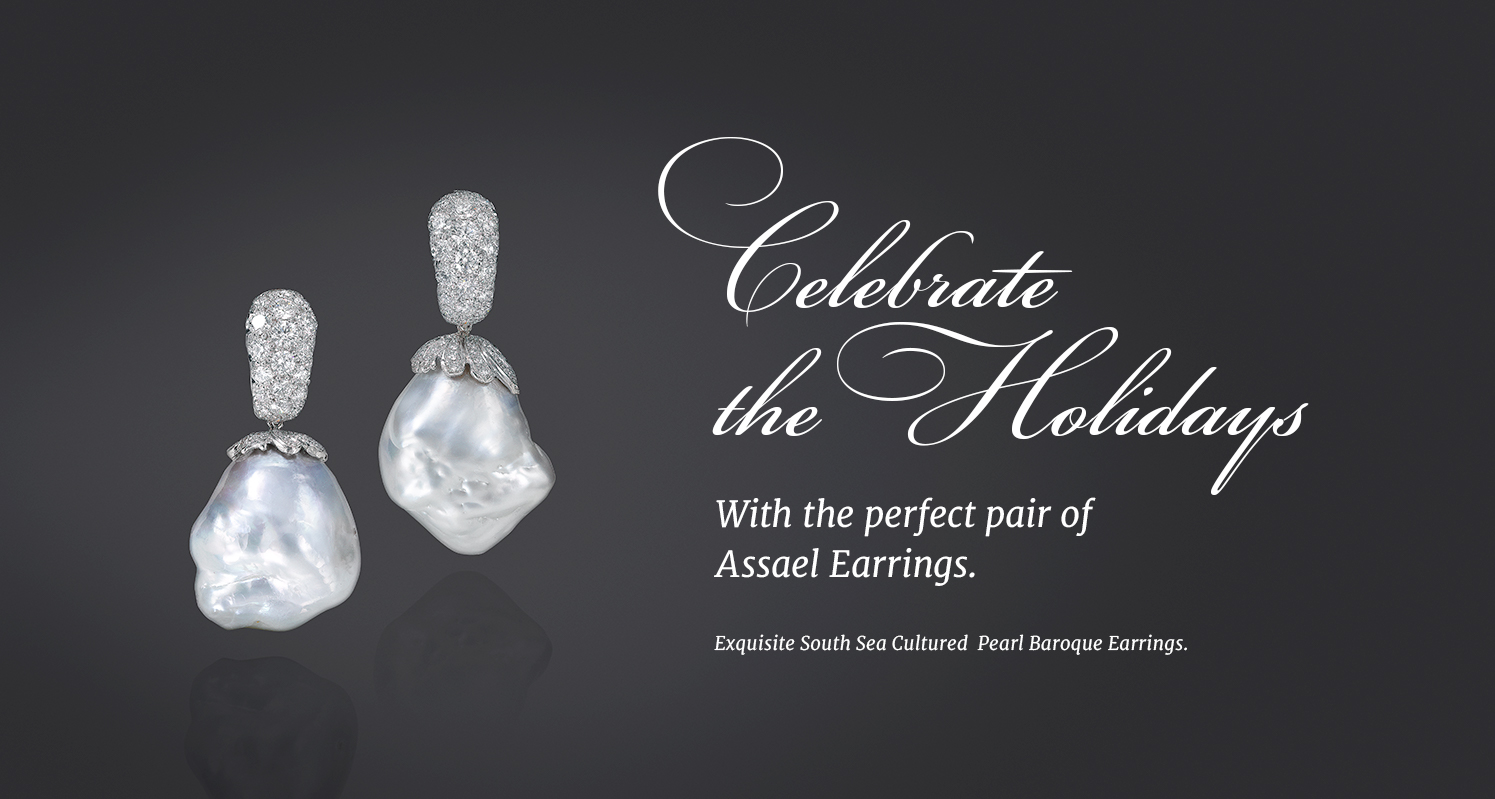 Celebrate
the Holidays
With the perfect pair of
Assael Earrings.
Exquisite South Sea Cultured  Pearl Baroque Earrings.